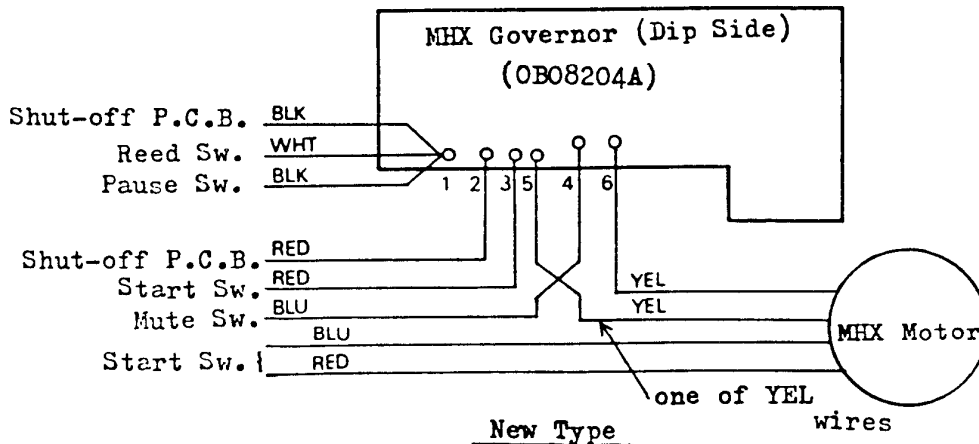 MHX Governor (Dip Side)
(OB08204A)
Shut-off P.C.B. BLK
Reed Sw. WHT
Pause Sw. BLK
1 2 3 5 4 6
Shut-off P.C.B. RED
Start Sw. RED
Mute Sw. BLU
YEL
YEL
BLU
Start Sw. { RED
MHX Motor
one of YEL
wires
New Type